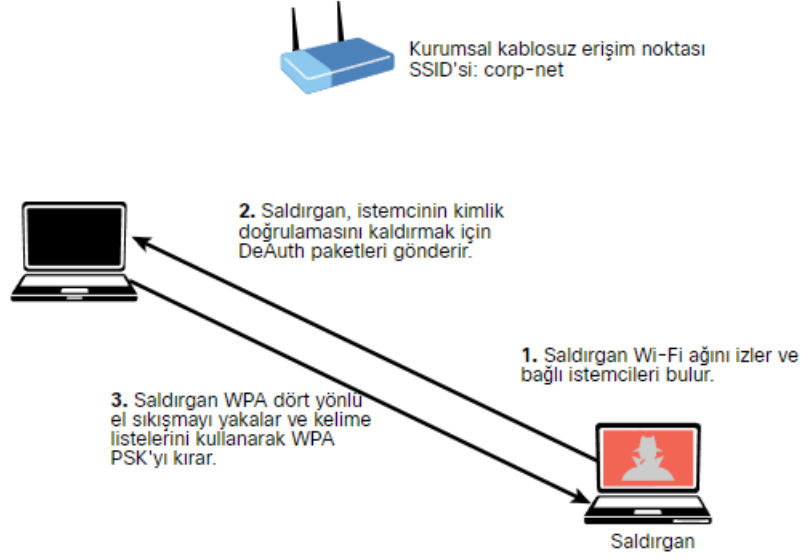 Kurumsal kablosuz erişim noktası
SSID'si: corp-net
2. Saldırgan, istemcinin kimlik
doğrulamasını kaldırmak için
DeAuth paketleri gönderir.
1. Saldırgan Wi-Fi ağını izler ve
bağlı istemcileri bulur.
3. Saldırgan WPA dört yönlü
el sıkışmayı yakalar ve kelime
listelerini kullanarak WPA
PSK'yı kırar.
Saldırgan